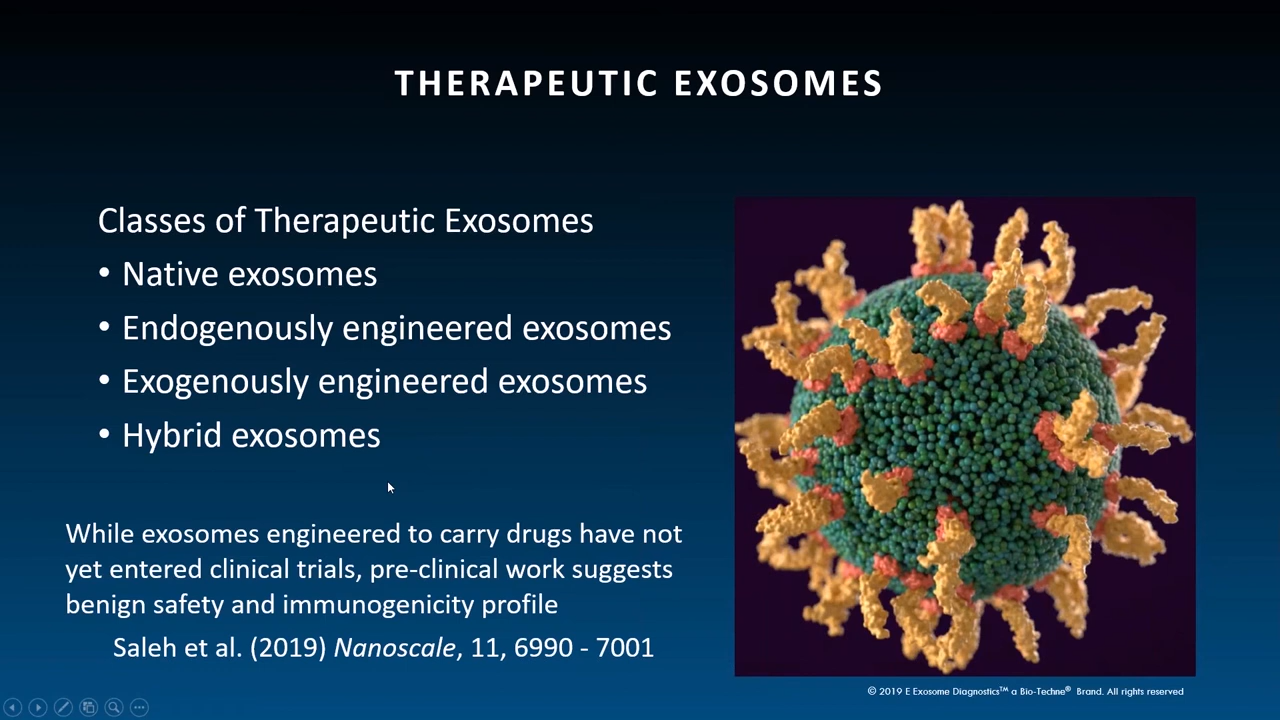 THERAPEUTIC EXOSOMES
Classes of Therapeutic Exosomes
• Native exosomes
• Endogenously engineered exosomes
• Exogenously engineered exosomes
• Hybrid exosomes
While exosomes engineered to carry drugs have not
yet entered clinical trials, pre-clinical work suggests
benign safety and immunogenicity profile
Saleh et al. (2019) Nanoscale, 11, 6990 - 7001
© 2019 E Exosome Diagnostics™ a Bio-Techne® Brand. All rights reserved